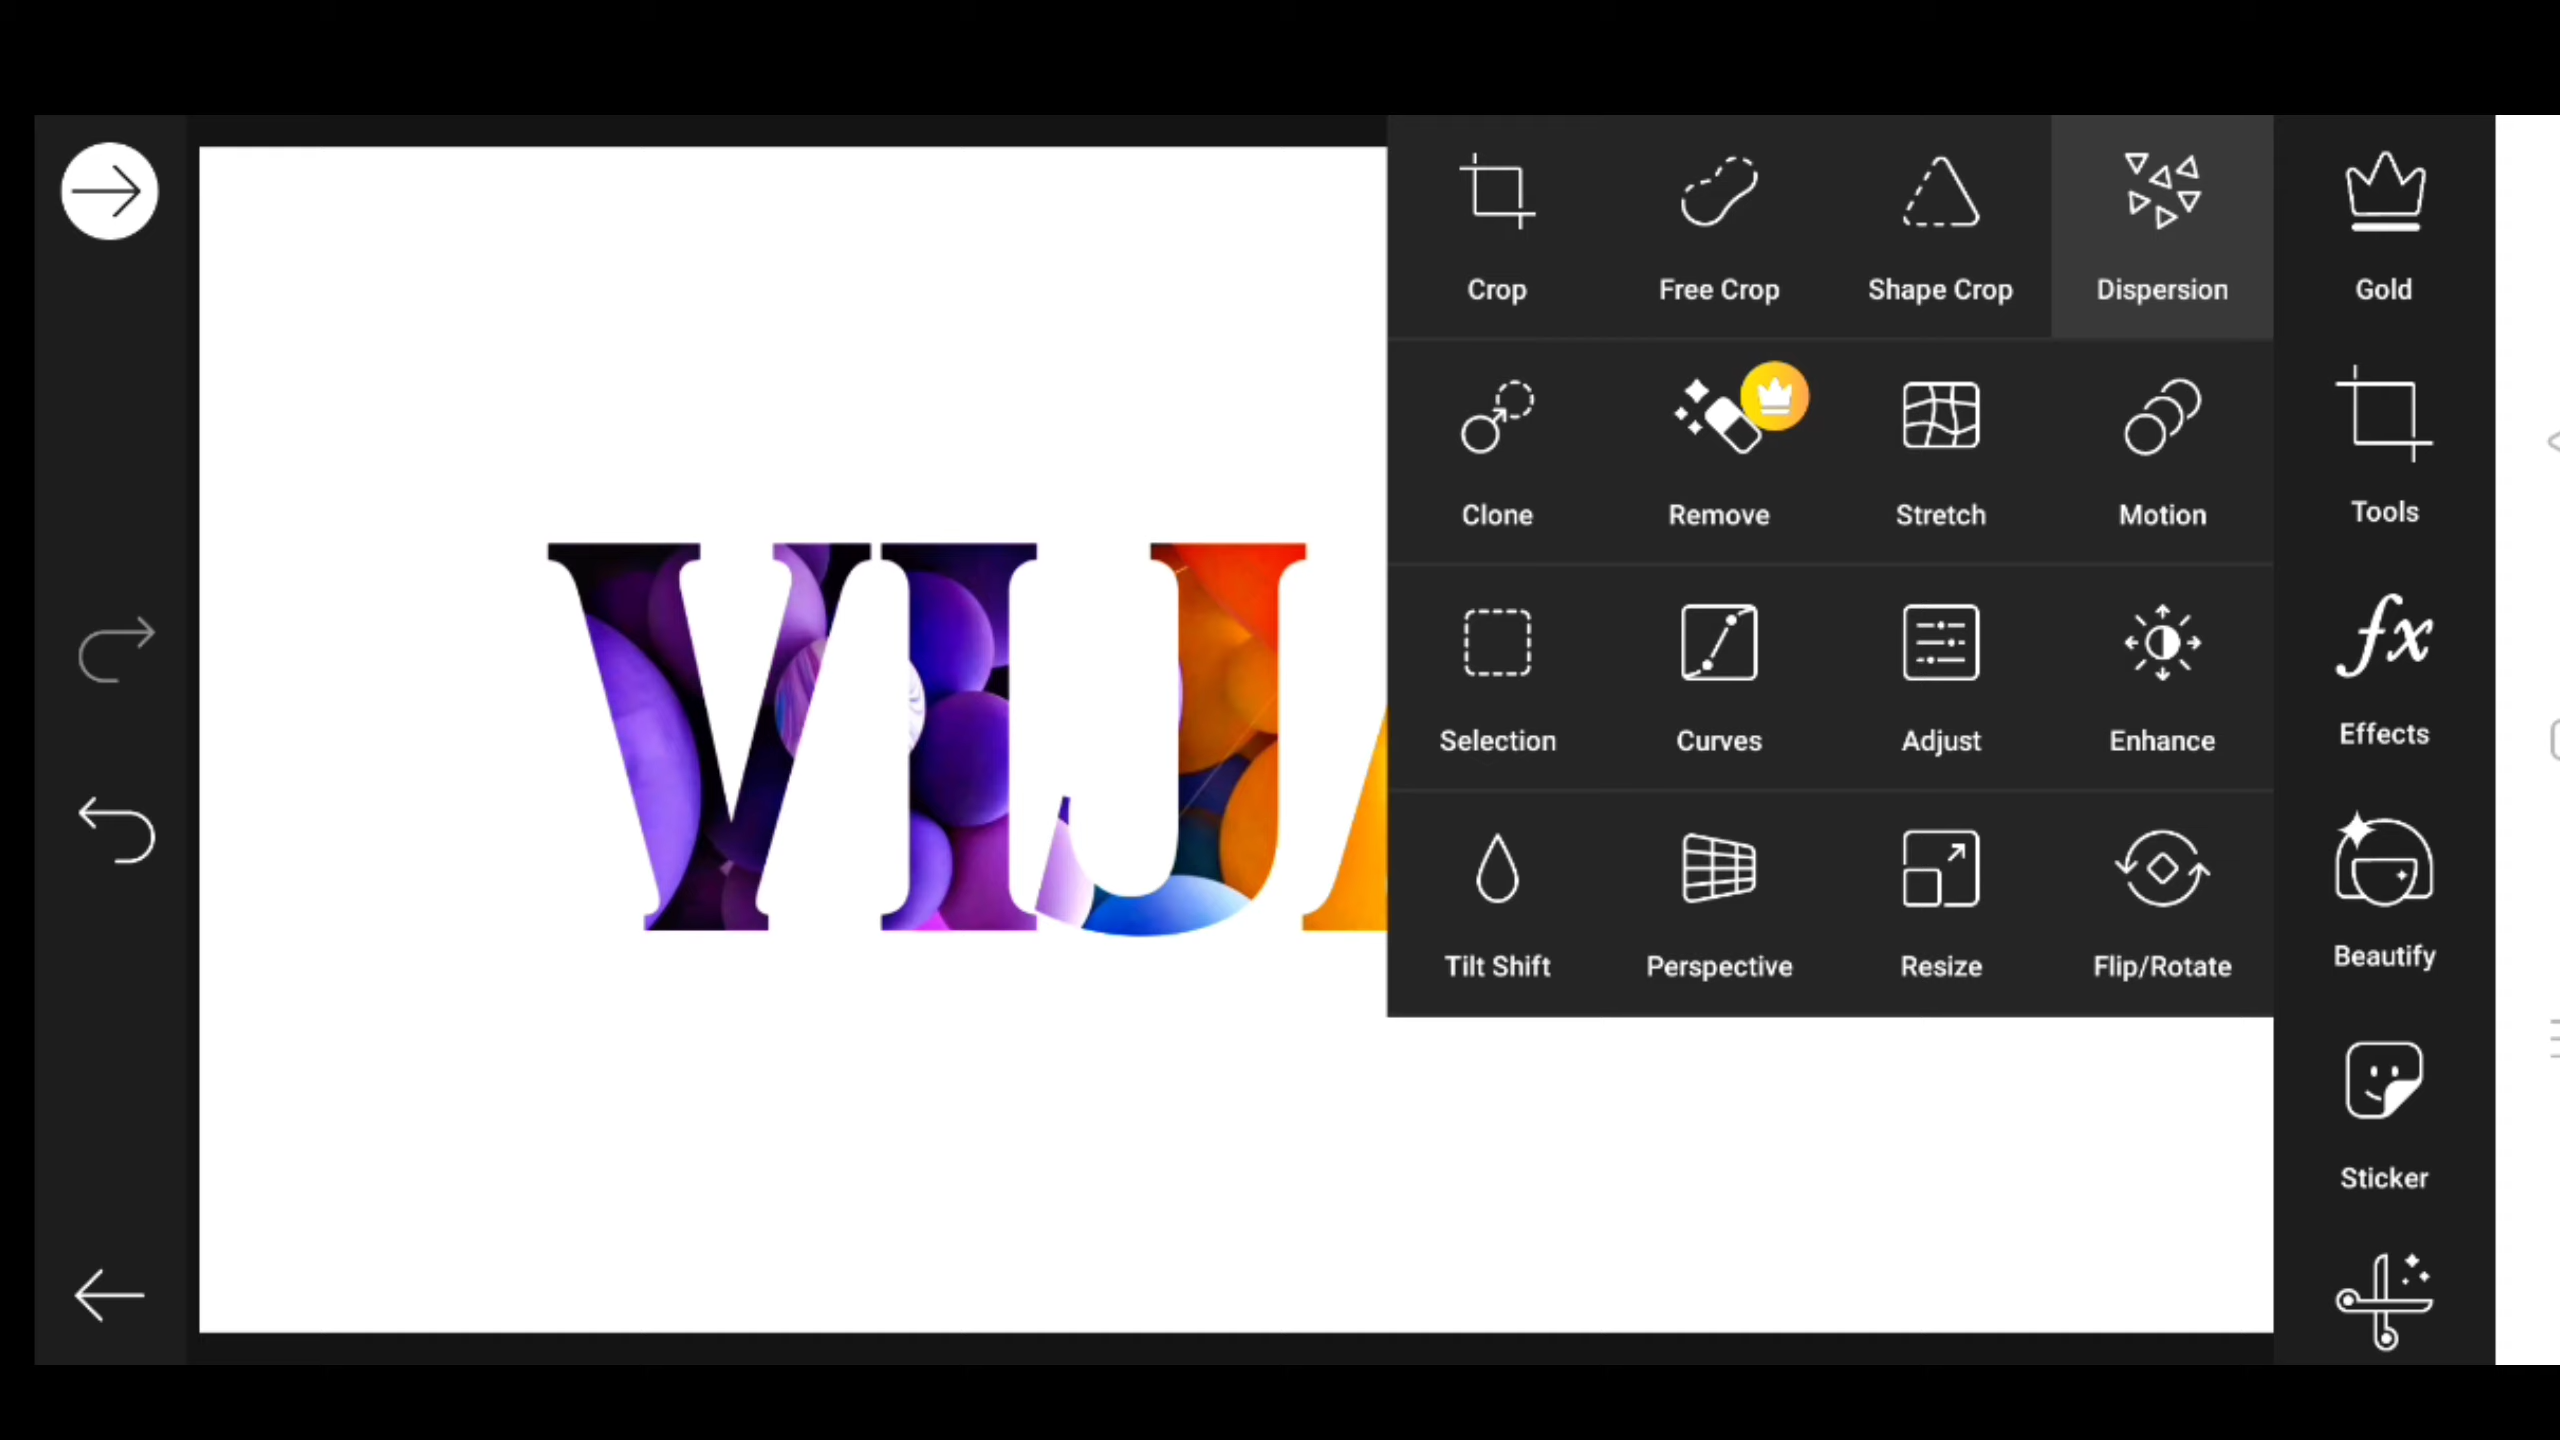 Crop Free Crop Shape Crop Dispersion Gold
Clone Remove Stretch Motion Tools
VIJ
Selection Curves Adjust Enhance Effects
Tilt Shift Perspective Resize Flip/Rotate Beautify
Sticker